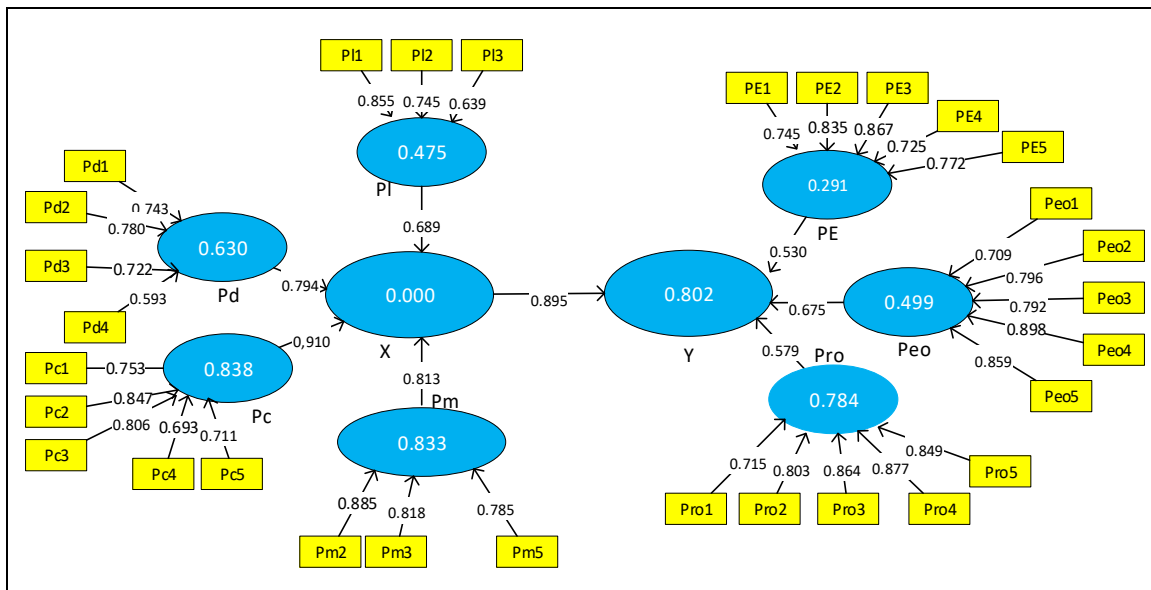 Pl1
Pl2
Pl3
0.855
0.745
0.639
0.475
Pl
0.689
Pd1
Pd2
Pd3
Pd4
0.743
0.780
0.722
0.593
0.630
Pd
0.794
0.000
X
0.895
Pc1
Pc2
Pc3
Pc4
Pc5
0.753
0.847
0.806
0.693
0.711
0.838
Pc
0,910
0.813
Pm
0.833
0.885
0.818
0.785
Pm2
Pm3
Pm5
PE1
PE2
PE3
PE4
PE5
0.745
0.835
0.867
0.725
0.772
0.291
PE
0.530
0.802
Y
0.675
0.499
Peo
Peo1
Peo2
Peo3
Peo4
Peo5
0.709
0.796
0.792
0.898
0.859
0.579
Pro
0.784
0.715
0.803
0.864
0.877
0.849
Pro1
Pro2
Pro3
Pro4
Pro5